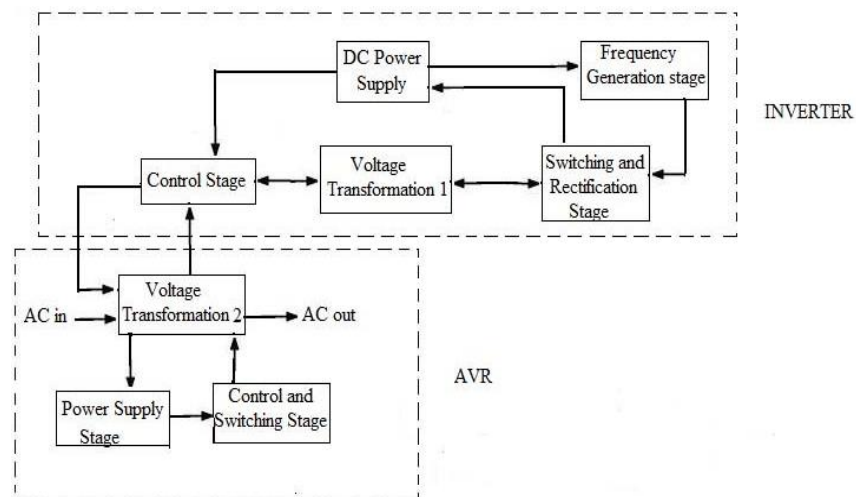 DC Power
Supply
Frequency
Generation stage
INVERTER
Control Stage
Voltage
Transformation 1
Switching and
Rectification
Stage
Voltage
Transformation 2
AC in
AC out
AVR
Power Supply
Stage
Control and
Switching Stage